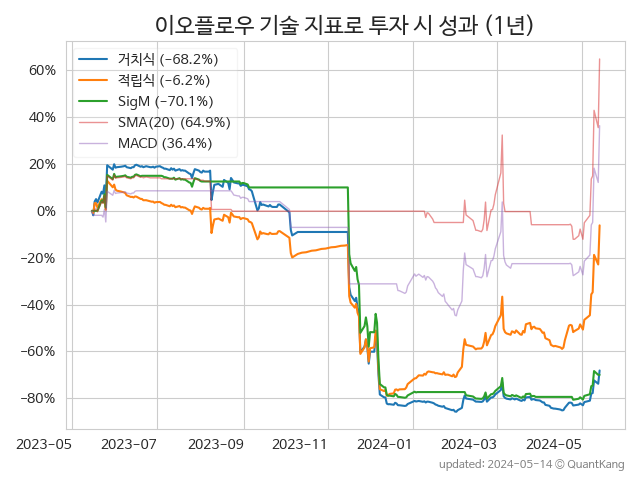 이오플로우 기술 지표로 투자 시 성과 (1년)
거치식 (−68.2%)
적립식 (−6.2%)
SigM (−70.1%)
SMA(20) (64.9%)
MACD (36.4%)
60%
40%
20%
0%
−20%
−40%
−60%
−80%
2023-05 2023-07 2023-09 2023-11 2024-01 2024-03 2024-05
updated: 2024-05-14 © QuantKang